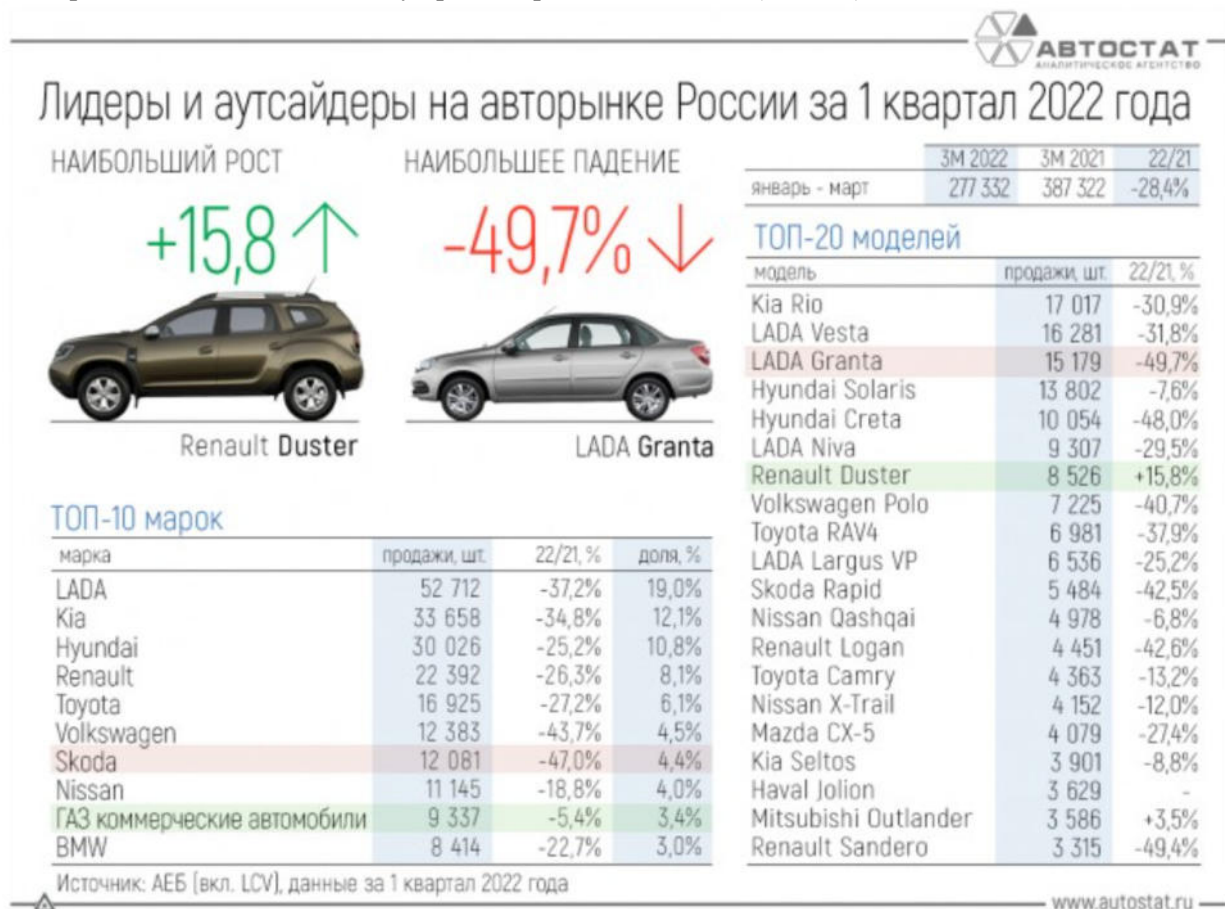 АВТОСТАТ
АНАЛИТИЧЕСКОЕ АГЕНТСТВО
Лидеры и аутсайдеры на авторынке России за 1 квартал 2022 года
НАИБОЛЬШИЙ РОСТ
+15,8
Renault Duster
НАИБОЛЬШЕЕ ПАДЕНИЕ
-49,7%
LADA Granta
3М 2022 3М 2021 22/21
январь - март 277 332 387 322 -28,4%
ТОП-10 марок
марка продажи, шт. 22/21, % доля, %
LADA 52 712 -37,2% 19,0%
Kia 33 658 -34,8% 12,1%
Hyundai 30 026 -25,2% 10,8%
Renault 22 392 -26,3% 8,1%
Toyota 16 925 -27,2% 6,1%
Volkswagen 12 383 -43,7% 4,5%
Skoda 12 081 -47,0% 4,4%
Nissan 11 145 -18,8% 4,0%
ГАЗ коммерческие автомобили 9 337 -5,4% 3,4%
BMW 8 414 -22,7% 3,0%
ТОП-20 моделей
модель продажи, шт. 22/21, %
Kia Rio 17 017 -30,9%
LADA Vesta 16 281 -31,8%
LADA Granta 15 179 -49,7%
Hyundai Solaris 13 802 -7,6%
Hyundai Creta 10 054 -48,0%
LADA Niva 9 307 -29,5%
Renault Duster 8 526 +15,8%
Volkswagen Polo 7 225 -40,7%
Toyota RAV4 6 981 -37,9%
LADA Largus VP 6 536 -25,2%
Skoda Rapid 5 484 -42,5%
Nissan Qashqai 4 978 -6,8%
Renault Logan 4 451 -42,6%
Toyota Camry 4 363 -13,2%
Nissan X-Trail 4 152 -12,0%
Mazda CX-5 4 079 -27,4%
Kia Seltos 3 901 -8,8%
Haval Jolion 3 629 -
Mitsubishi Outlander 3 586 +3,5%
Renault Sandero 3 315 -49,4%
Источник: АЕБ (вкл. LCV), данные за 1 квартал 2022 года
www.autostat.ru